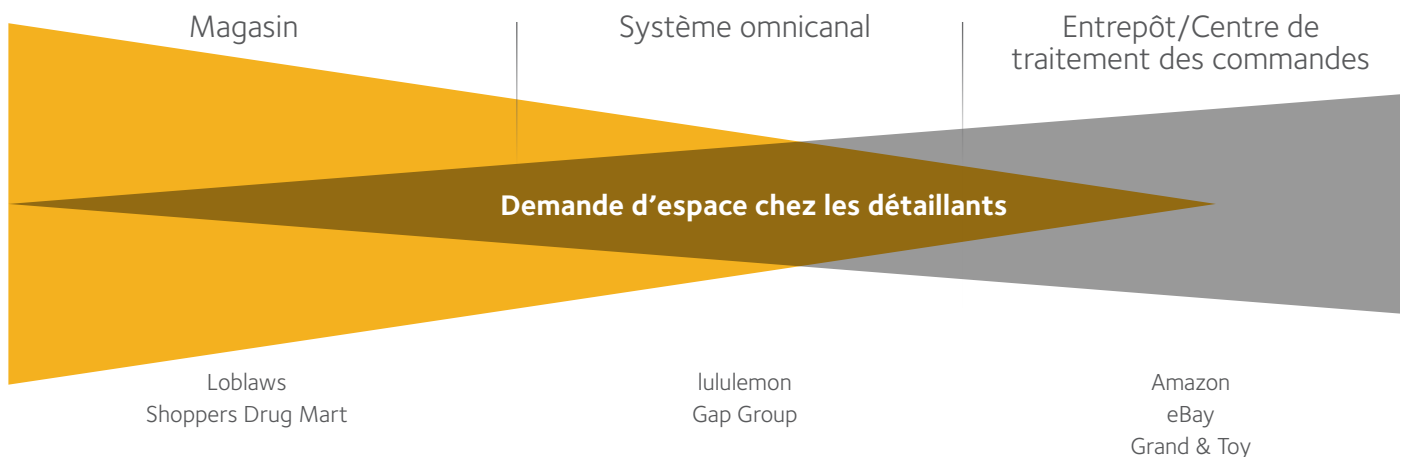 Magasin
Système omnicanal
Entrepôt/Centre de
traitement des commandes
Demande d’espace chez les détaillants
Loblaws
Shoppers Drug Mart
lululemon
Gap Group
Amazon
eBay
Grand & Toy